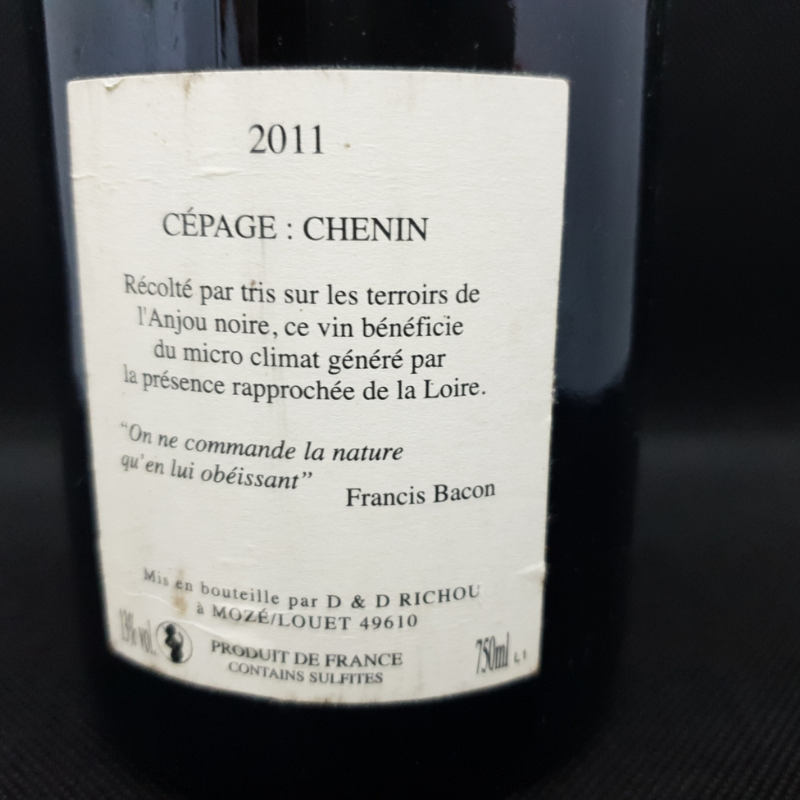 2011
CÉPAGE : CHENIN
Récolté par tris sur les terroirs de
l'Anjou noire, ce vin bénéficie
du micro climat généré par
la présence rapprochée de la Loire.
"On ne commande la nature
qu'en lui obéissant"
Francis Bacon
Mis en bouteille par D & D RICHOU
à MOZÉ/LOUET 49610
13% vol.
PRODUIT DE FRANCE
750ml
CONTAINS SULFITES